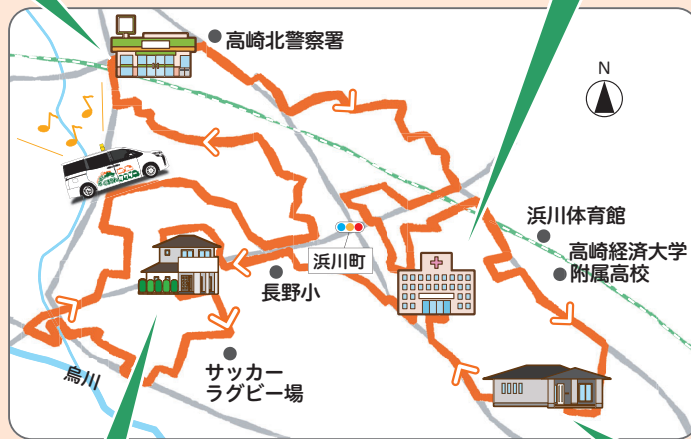 高崎北警察署
N
浜川体育館
浜川町
高崎経済大学
附属高校
長野小
サッカー
ラグビー場
烏川